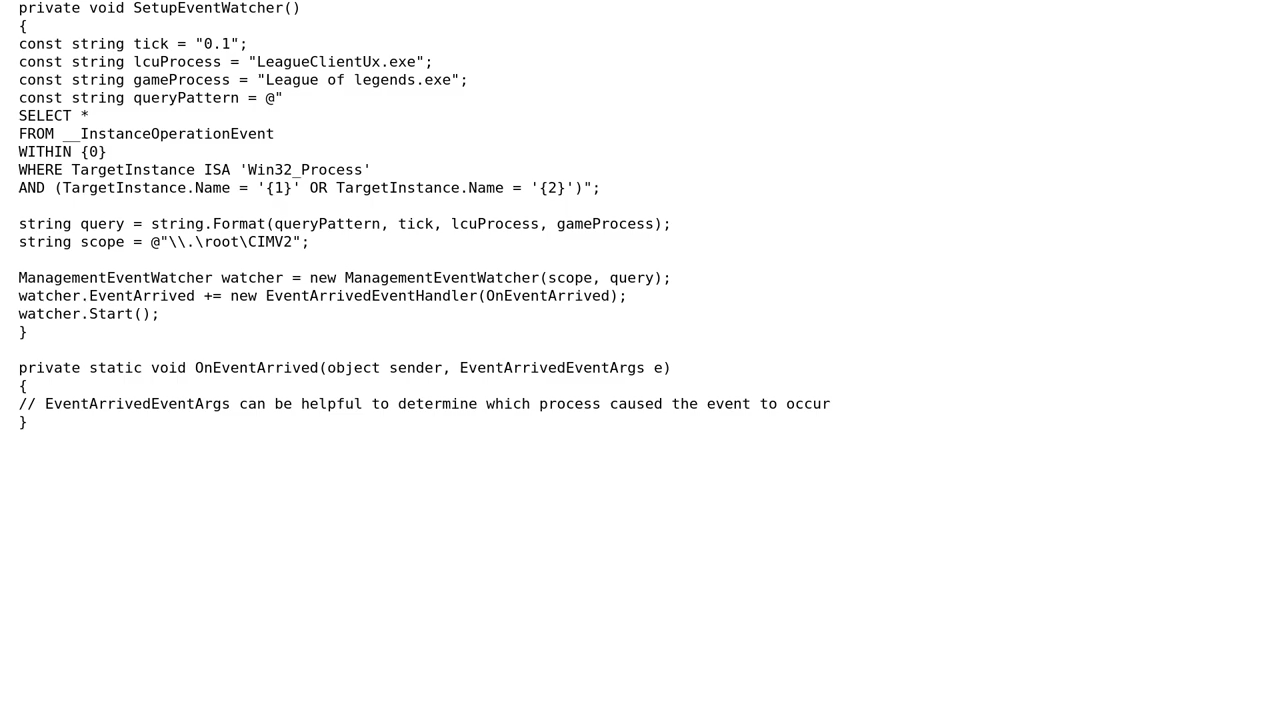 private void SetupEventWatcher()
{
const string tick = "0.1";
const string lcuProcess = "LeagueClientUx.exe";
const string gameProcess = "League of legends.exe";
const string queryPattern = @"
SELECT *
FROM __InstanceOperationEvent
WITHIN {0}
WHERE TargetInstance ISA 'Win32_Process'
AND (TargetInstance.Name = '{1}' OR TargetInstance.Name = '{2}')";

string query = string.Format(queryPattern, tick, lcuProcess, gameProcess);
string scope = @"\\.\root\CIMV2";

ManagementEventWatcher watcher = new ManagementEventWatcher(scope, query);
watcher.EventArrived += new EventArrivedEventHandler(OnEventArrived);
watcher.Start();
}

private static void OnEventArrived(object sender, EventArrivedEventArgs e)
{
// EventArrivedEventArgs can be helpful to determine which process caused the event to occur
}